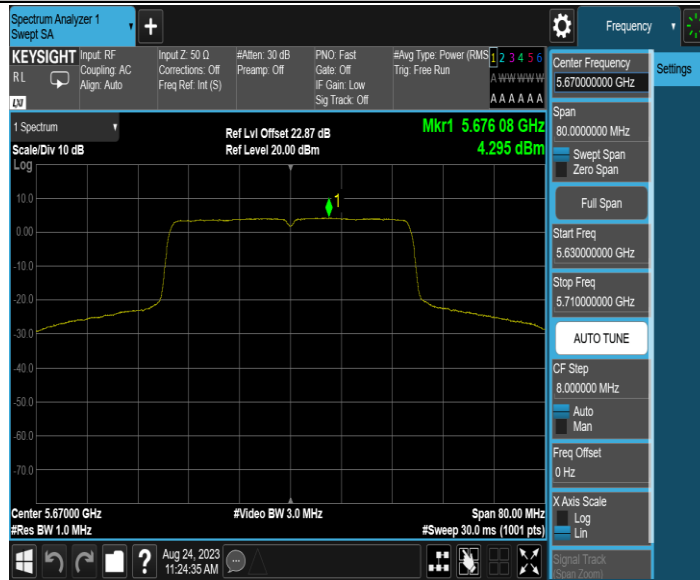 Spectrum Analyzer 1
Swept SA
Frequency
KEYSIGHT
RL
LXI
Input: RF
Coupling: AC
Align: Auto
Input Z: 50 Ω
Corrections: Off
Freq Ref: Int (S)
#Atten: 30 dB
Preamp: Off
PNO: Fast
Gate: Off
IF Gain: Low
Sig Track: Off
#Avg Type: Power (RMS
Trig: Free Run
1 2 3 4 5 6
A W W W W W
A A A A A A
Center Frequency
5.670000000 GHz
Settings
Span
80.0000000 MHz
Swept Span
Zero Span
Full Span
Start Freq
5.630000000 GHz
Stop Freq
5.710000000 GHz
AUTO TUNE
CF Step
8.000000 MHz
Auto
Man
Freq Offset
0 Hz
X Axis Scale
Log
Lin
Signal Track
(Span Zoom)
1 Spectrum
Scale/Div 10 dB
Log
Ref Lvl Offset 22.87 dB
Ref Level 20.00 dBm
Mkr1 5.676 08 GHz
4.295 dBm
1
10.0
0.00
-10.0
-20.0
-30.0
-40.0
-50.0
-60.0
-70.0
Center 5.67000 GHz
#Res BW 1.0 MHz
#Video BW 3.0 MHz
Span 80.00 MHz
#Sweep 30.0 ms (1001 pts)
?
Aug 24, 2023
11:24:35 AM